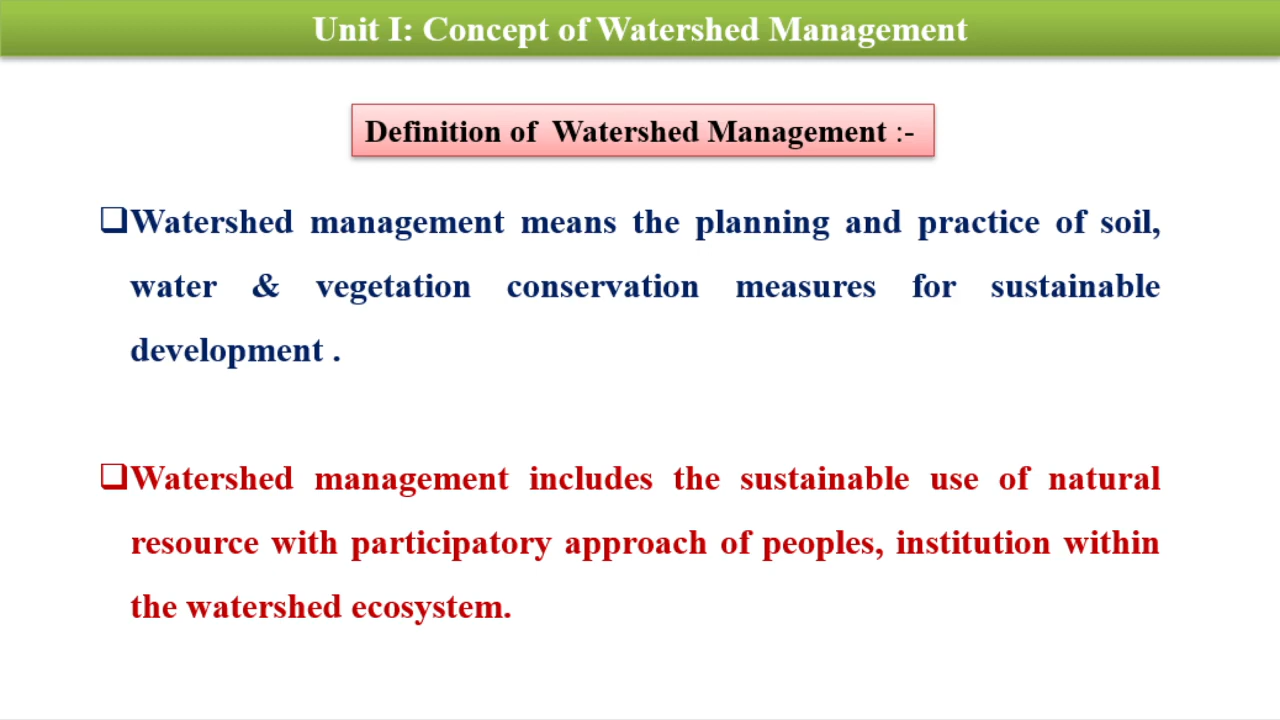 Unit I: Concept of Watershed Management
Definition of Watershed Management :-
❑Watershed management means the planning and practice of soil,
water & vegetation conservation measures for sustainable
development .
❑Watershed management includes the sustainable use of natural
resource with participatory approach of peoples, institution within
the watershed ecosystem.